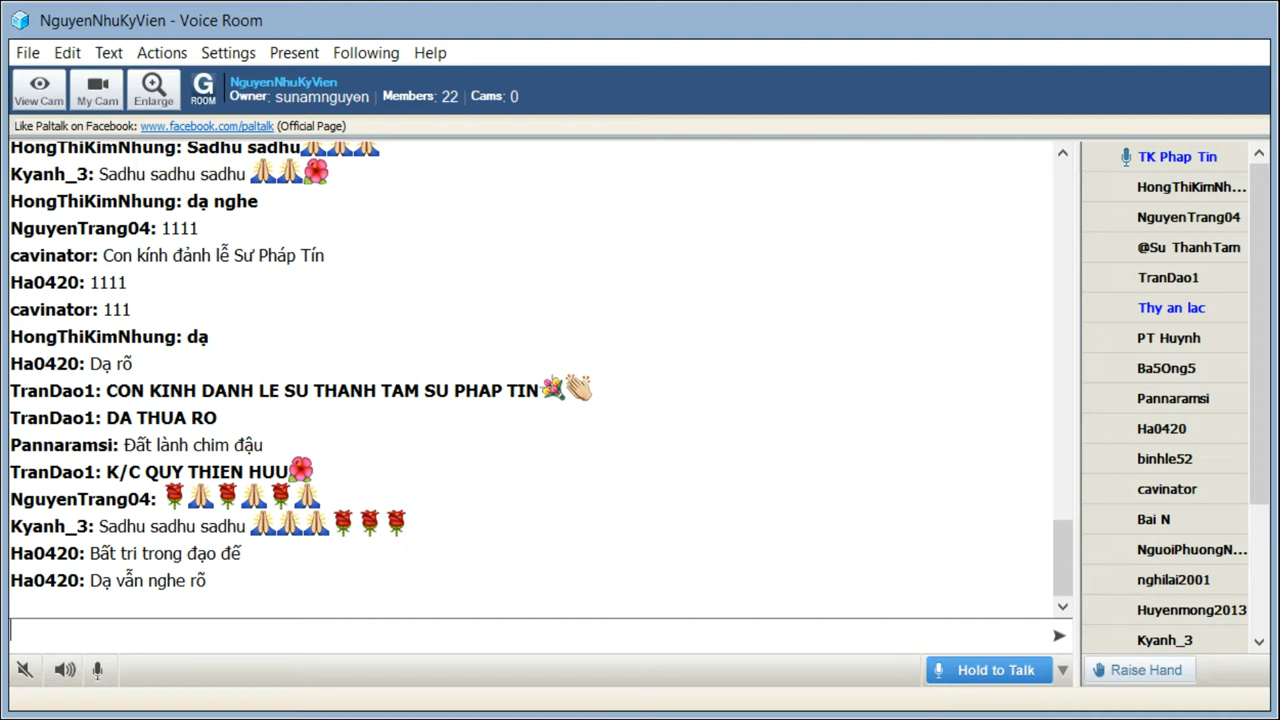 NguyenNhuKyVien - Voice Room
File Edit Text Actions Settings Present Following Help
View Cam My Cam Enlarge G ROOM
NguyenNhuKyVien
Owner: sunamnguyen | Members: 22 | Cams: 0
Like Paltalk on Facebook: www.facebook.com/paltalk (Official Page)
HongThiKimNhung: Sadhu sadhu🙏🙏🙏
Kyanh_3: Sadhu sadhu sadhu 🙏🙏🌺
HongThiKimNhung: dạ nghe
NguyenTrang04: 1111
cavinator: Con kính đảnh lễ Sư Pháp Tín
Ha0420: 1111
cavinator: 111
HongThiKimNhung: dạ
Ha0420: Dạ rõ
TranDao1: CON KINH DANH LE SU THANH TAM SU PHAP TIN💐👏
TranDao1: DA THUA RO
Pannaramsi: Đất lành chim đậu
TranDao1: K/C QUY THIEN HUU🌺
NguyenTrang04: 🌹🙏🌹🙏🌹🙏
Kyanh_3: Sadhu sadhu sadhu 🙏🙏🙏🌹🌹🌹
Ha0420: Bất tri trong đạo đế
Ha0420: Dạ vẫn nghe rõ
TK Phap Tin
HongThiKimNh...
NguyenTrang04
@Su ThanhTam
TranDao1
Thy an lac
PT Huynh
Ba5Ong5
Pannaramsi
Ha0420
binhle52
cavinator
Bai N
NguoiPhuongN...
nghilai2001
Huyenmong2013
Kyanh_3
Hold to Talk
Raise Hand